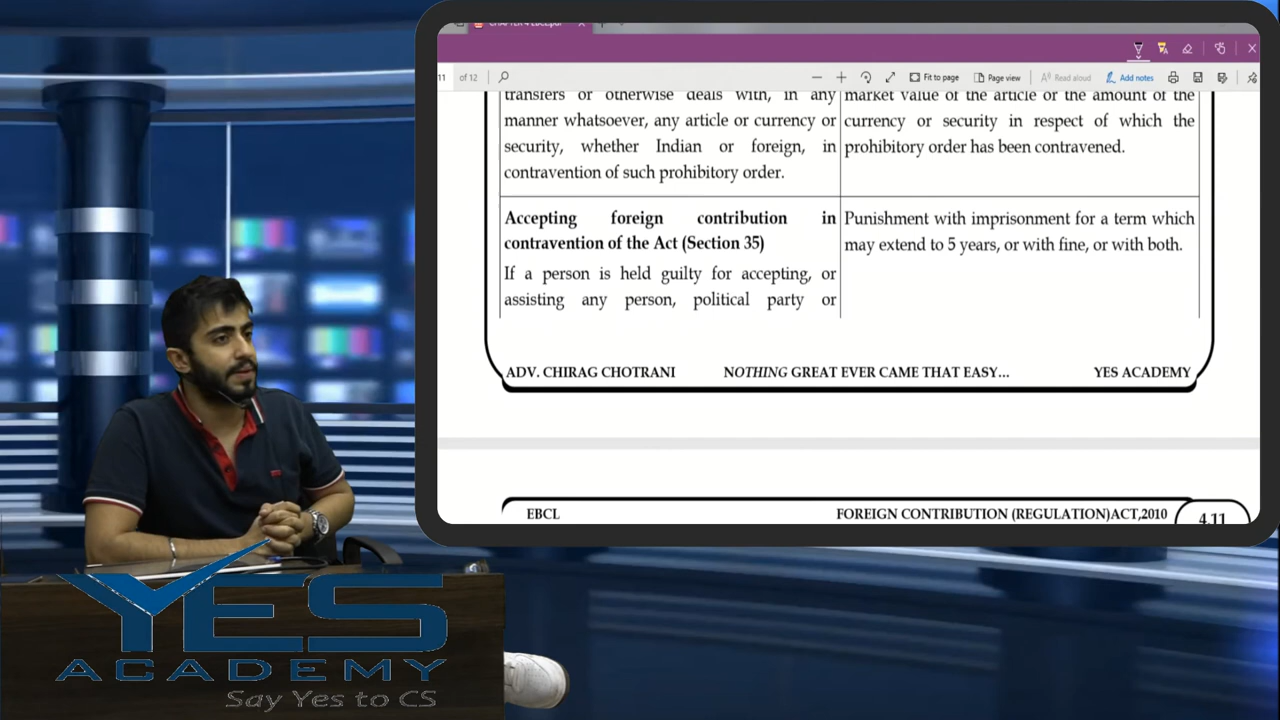 CHAPTER 4 EBCL.pdf
11 of 12
Fit to page
Page view
Read aloud
Add notes
transfers or otherwise deals with, in any
manner whatsoever, any article or currency or
security, whether Indian or foreign, in
contravention of such prohibitory order.
market value of the article or the amount of the
currency or security in respect of which the
prohibitory order has been contravened.
Accepting foreign contribution in
contravention of the Act (Section 35)
If a person is held guilty for accepting, or
assisting any person, political party or
Punishment with imprisonment for a term which
may extend to 5 years, or with fine, or with both.
ADV. CHIRAG CHOTRANI NOTHING GREAT EVER CAME THAT EASY... YES ACADEMY
EBCL FOREIGN CONTRIBUTION (REGULATION)ACT,2010 4.11
YES
ACADEMY
Say Yes to CS